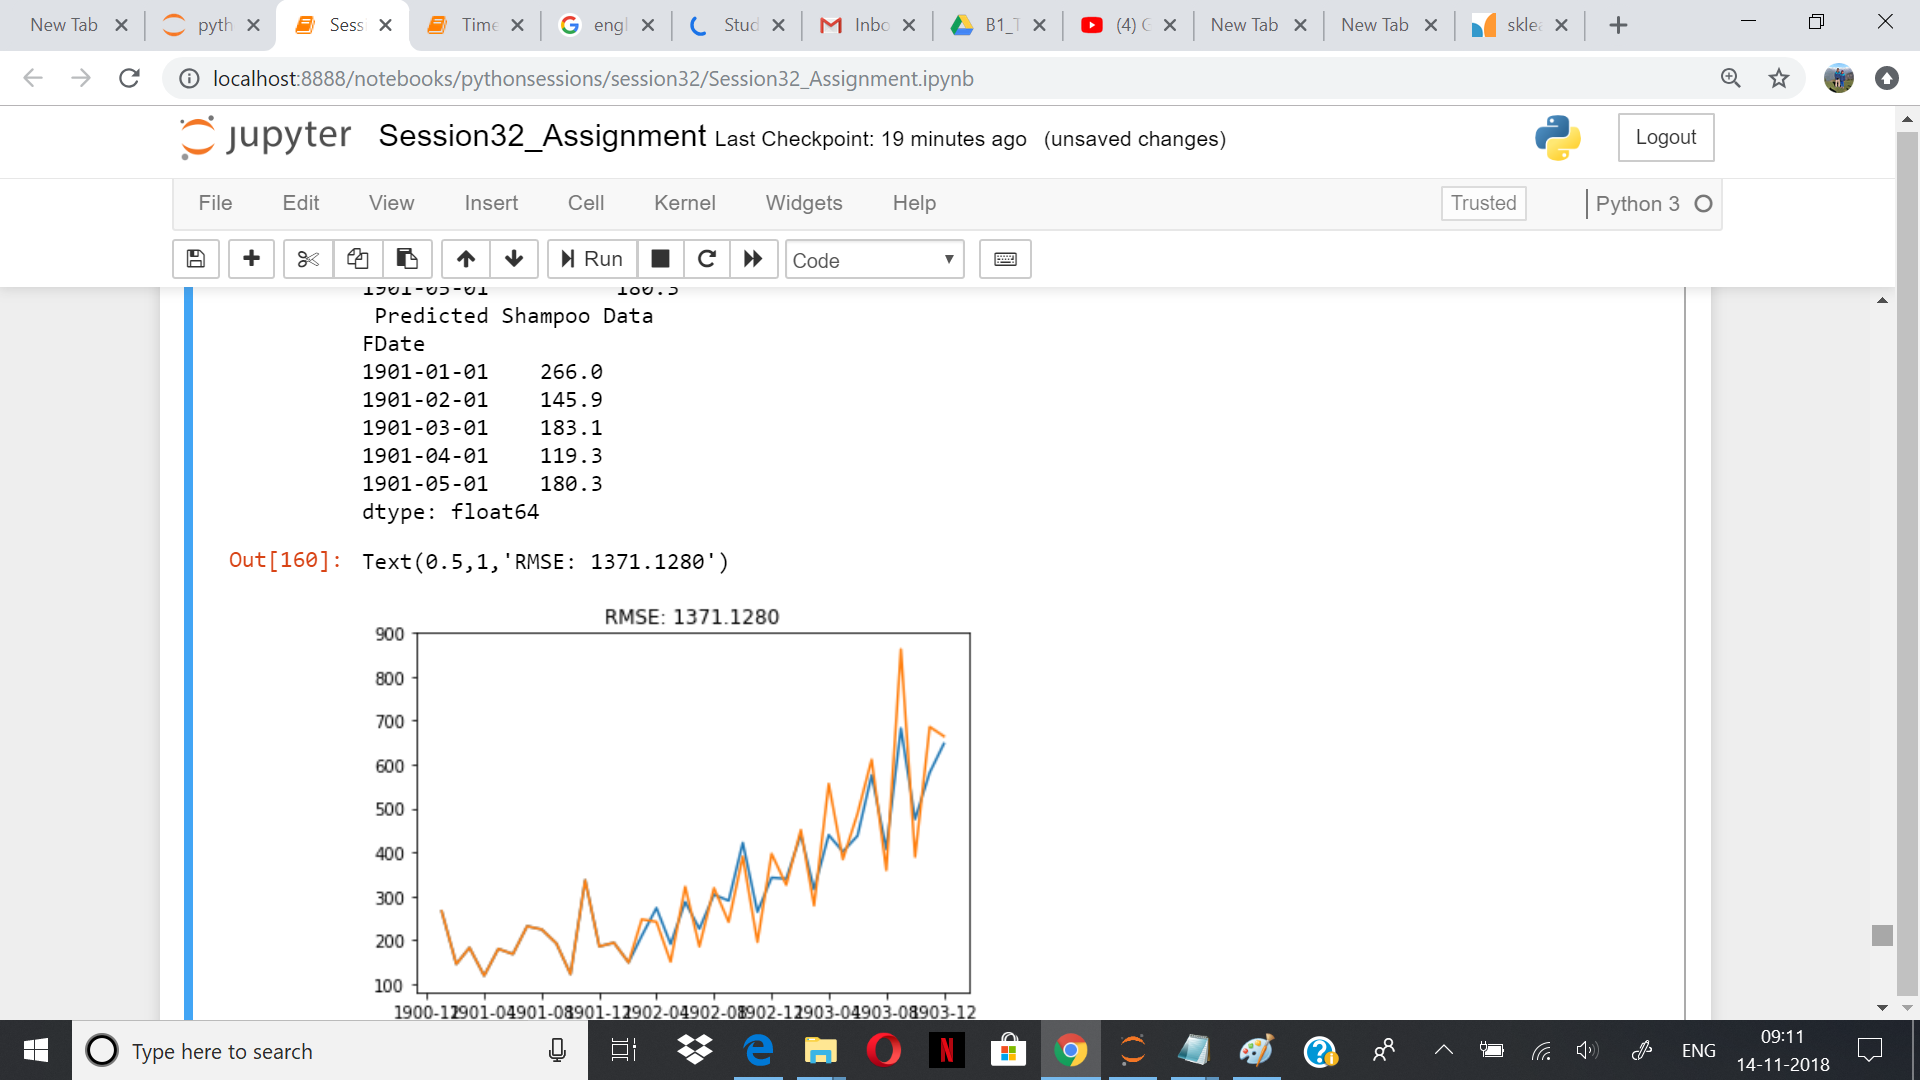 New Tab
pyth
Sess
Time
engl
Stud
Inbo
B1_T
(4) G
New Tab
New Tab
sklea
localhost:8888/notebooks/pythonsessions/session32/Session32_Assignment.ipynb
jupyter Session32_Assignment Last Checkpoint: 19 minutes ago (unsaved changes)
Logout
File Edit View Insert Cell Kernel Widgets Help
Trusted
Python 3
Run
Code
1901-05-01 180.3
Predicted Shampoo Data
FDate
1901-01-01 266.0
1901-02-01 145.9
1901-03-01 183.1
1901-04-01 119.3
1901-05-01 180.3
dtype: float64
Out[160]: Text(0.5,1,'RMSE: 1371.1280')
RMSE: 1371.1280
900
800
700
600
500
400
300
200
100
1900-12 1901-04 1901-08 1901-12 1902-04 1902-08 1902-12 1903-04 1903-08 1903-12
Type here to search
N
ENG
09:11
14-11-2018